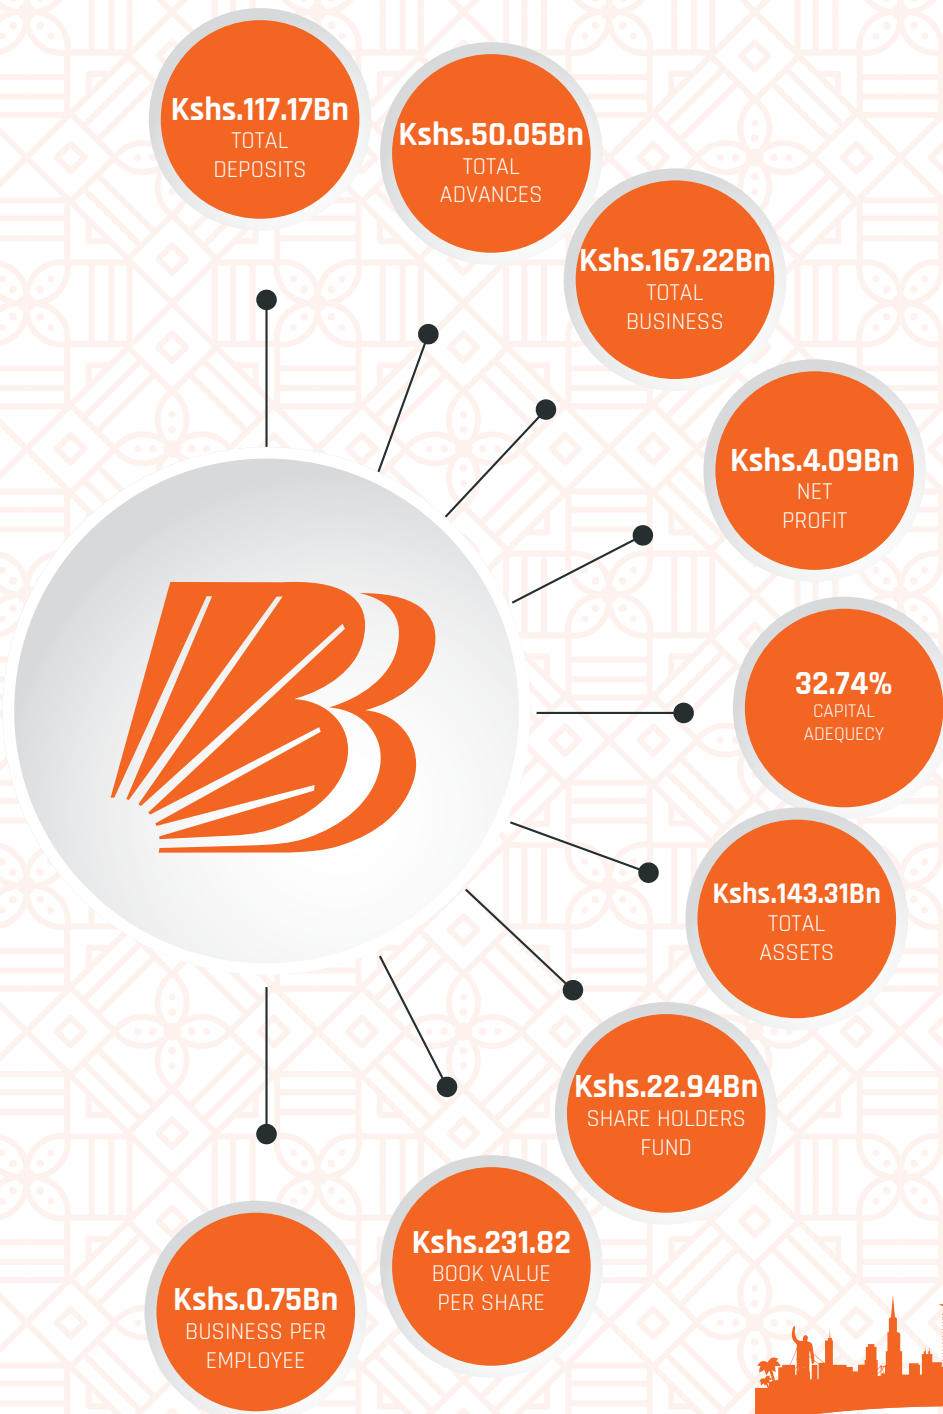 Kshs.117.17Bn
TOTAL
DEPOSITS
Kshs.50.05Bn
TOTAL
ADVANCES
Kshs.167.22Bn
TOTAL
BUSINESS
Kshs.4.09Bn
NET
PROFIT
32.74%
CAPITAL
ADEQUECY
Kshs.143.31Bn
TOTAL
ASSETS
Kshs.22.94Bn
SHARE HOLDERS
FUND
Kshs.231.82
BOOK VALUE
PER SHARE
Kshs.0.75Bn
BUSINESS PER
EMPLOYEE